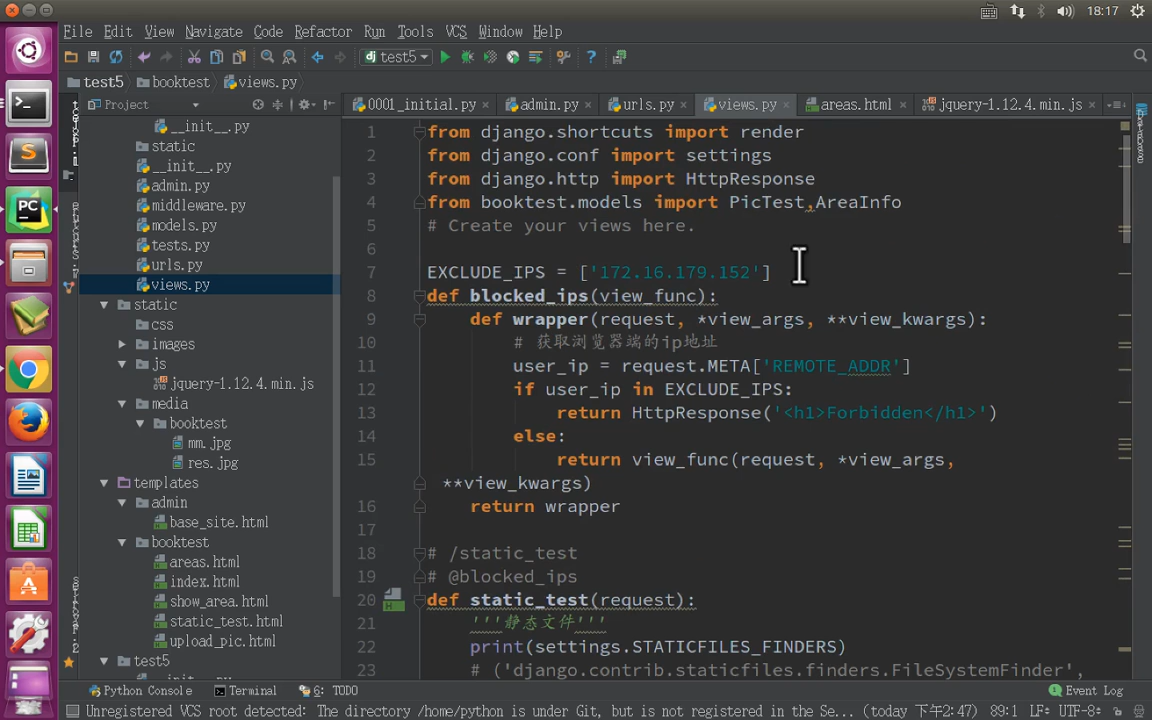 18:17
File Edit View Navigate Code Refactor Run Tools VCS Window Help
dj test5
test5 booktest views.py
Project
0001_initial.py admin.py urls.py views.py areas.html jquery-1.12.4.min.js
__init__.py
static
__init__.py
admin.py
middleware.py
models.py
tests.py
urls.py
views.py
static
css
images
js
jquery-1.12.4.min.js
media
booktest
mm.jpg
res.jpg
templates
admin
base_site.html
booktest
areas.html
index.html
show_area.html
static_test.html
upload_pic.html
test5
1 from django.shortcuts import render
2 from django.conf import settings
3 from django.http import HttpResponse
4 from booktest.models import PicTest,AreaInfo
5 # Create your views here.
6
7 EXCLUDE_IPS = ['172.16.179.152']
8 def blocked_ips(view_func):
9 def wrapper(request, *view_args, **view_kwargs):
10 # 获取浏览器端的ip地址
11 user_ip = request.META['REMOTE_ADDR']
12 if user_ip in EXCLUDE_IPS:
13 return HttpResponse('<h1>Forbidden</h1>')
14 else:
15 return view_func(request, *view_args,
**view_kwargs)
16 return wrapper
17
18 # /static_test
19 # @blocked_ips
20 def static_test(request):
21 '''静态文件'''
22 print(settings.STATICFILES_FINDERS)
23 # ('django.contrib.staticfiles.finders.FileSystemFinder',
Python Console Terminal 6: TODO Event Log
Unregistered VCS root detected: The directory /home/python is under Git, but is not registered in the Se... (today 下午2:47) 89:1 LF÷ UTF-8÷